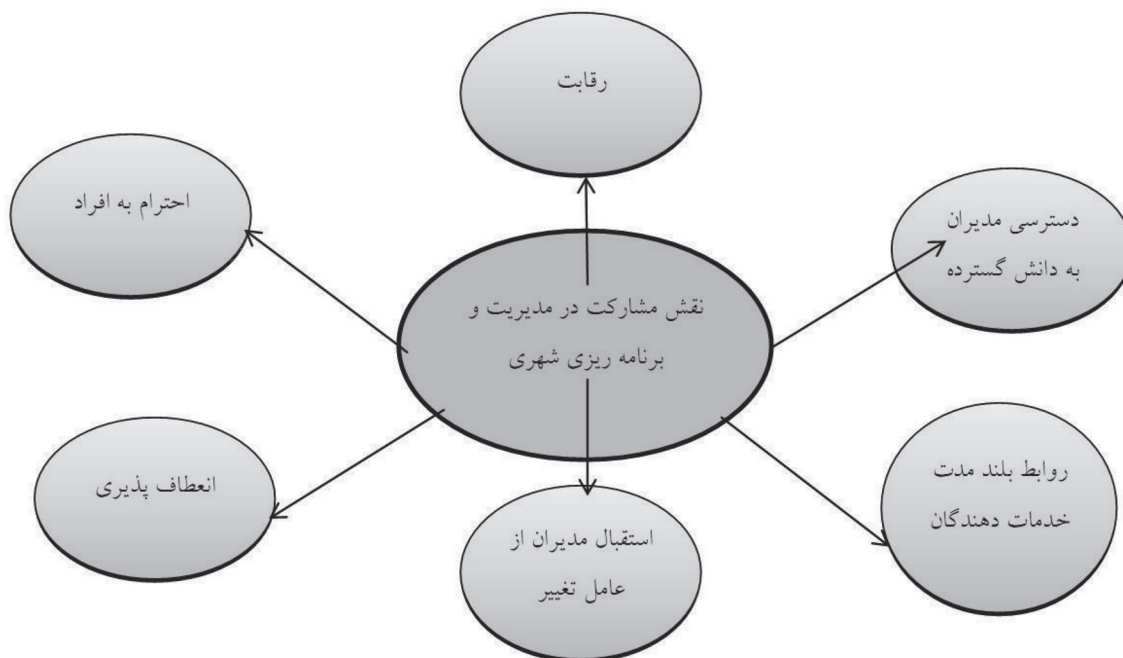 رقابت
احترام به افراد
دسترسی مدیران
به دانش گسترده
نقش مشارکت در مدیریت و
برنامه ریزی شهری
انعطاف پذیری
روابط بلند مدت
خدمات دهندگان
استقبال مدیران از
عامل تغییر